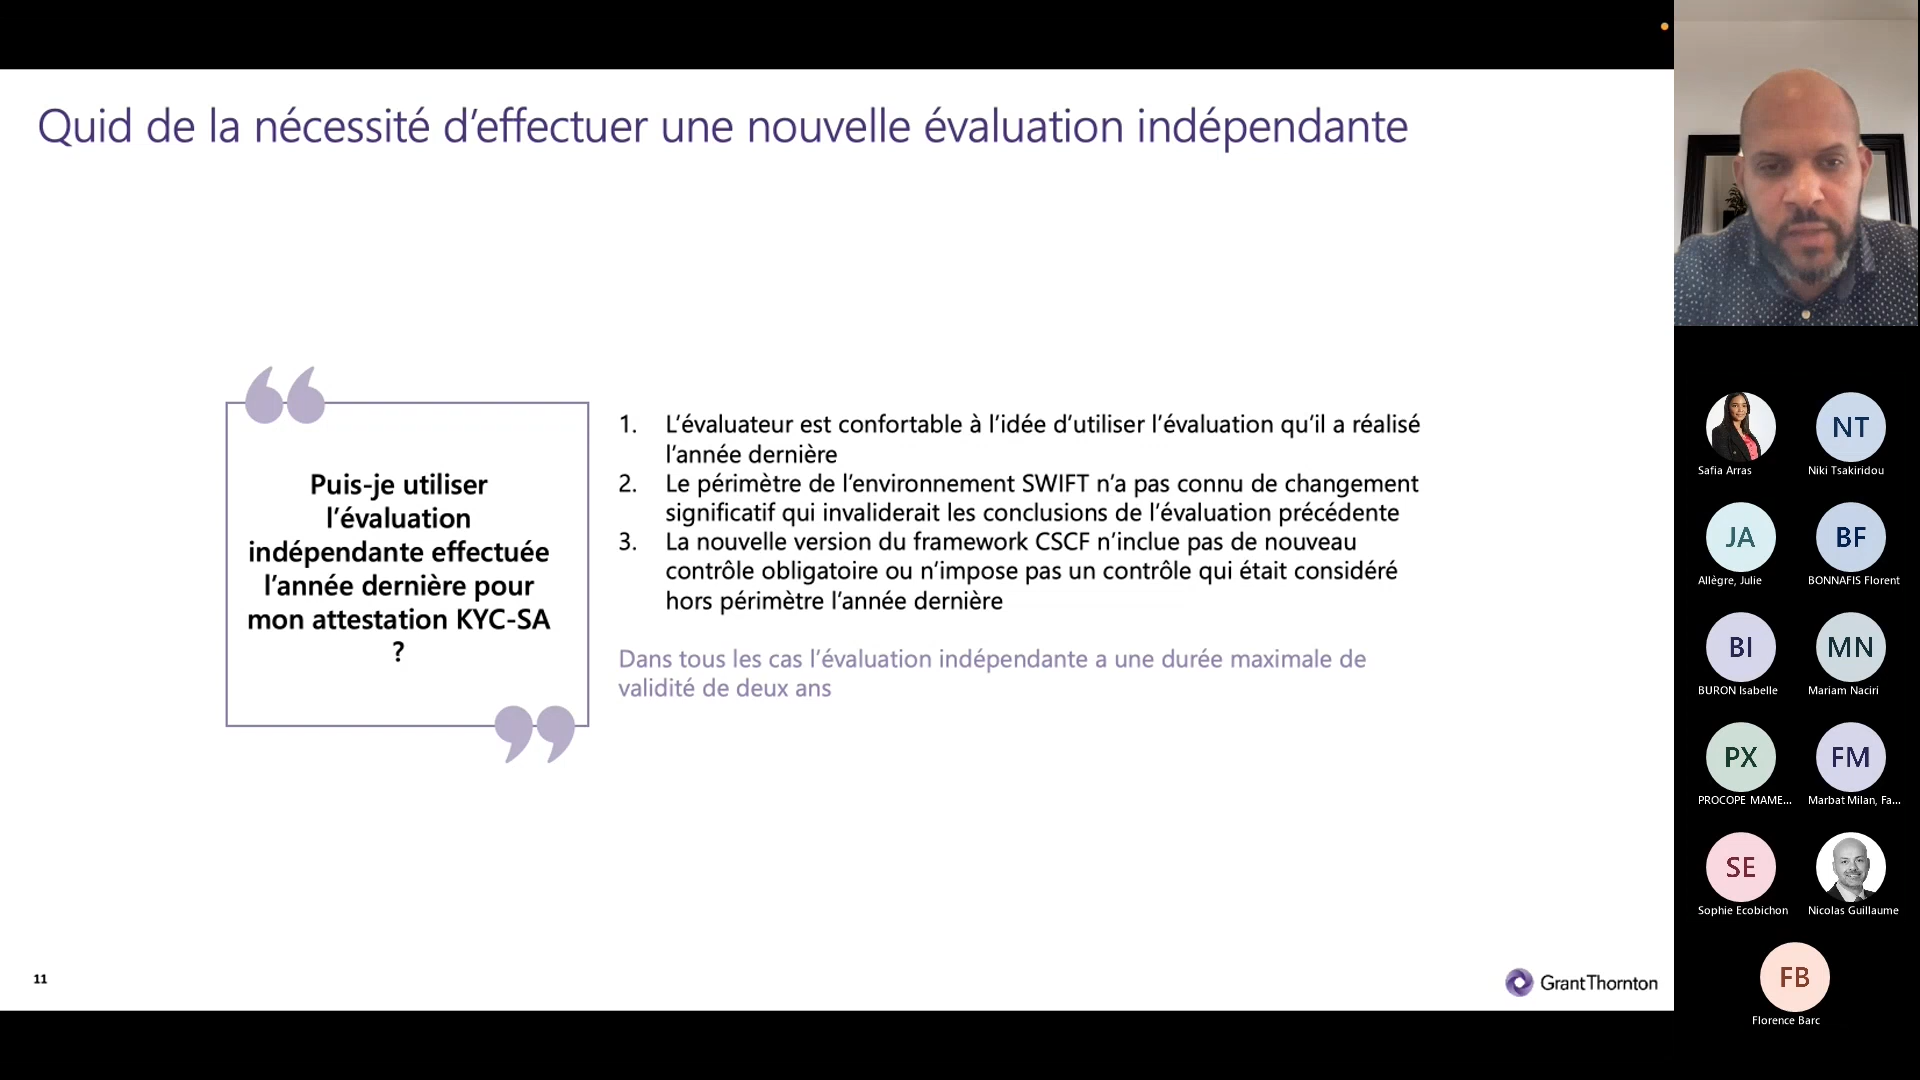 Quid de la nécessité d’effectuer une nouvelle évaluation indépendante
Puis-je utiliser
l’évaluation
indépendante effectuée
l’année dernière pour
mon attestation KYC-SA
?
1. L’évaluateur est confortable à l’idée d’utiliser l’évaluation qu’il a réalisé
l’année dernière
2. Le périmètre de l’environnement SWIFT n’a pas connu de changement
significatif qui invaliderait les conclusions de l’évaluation précédente
3. La nouvelle version du framework CSCF n’inclue pas de nouveau
contrôle obligatoire ou n’impose pas un contrôle qui était considéré
hors périmètre l’année dernière
Dans tous les cas l’évaluation indépendante a une durée maximale de
validité de deux ans
11
GrantThornton
Safia Arras
NT
Niki Tsakiridou
JA
Allègre, Julie
BF
BONNAFIS Florent
BI
BURON Isabelle
MN
Mariam Naciri
PX
PROCOPE MAME...
FM
Marbat Milan, Fa...
SE
Sophie Ecobichon
Nicolas Guillaume
FB
Florence Barc